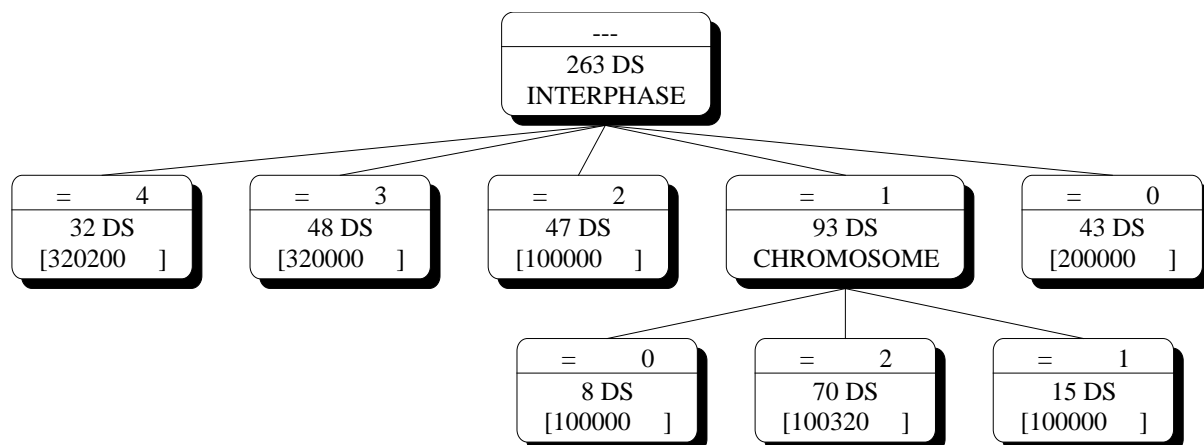 ---
263 DS
INTERPHASE
= 4
32 DS
[320200 ]
= 3
48 DS
[320000 ]
= 2
47 DS
[100000 ]
= 1
93 DS
CHROMOSOME
= 0
43 DS
[200000 ]
= 0
8 DS
[100000 ]
= 2
70 DS
[100320 ]
= 1
15 DS
[100000 ]